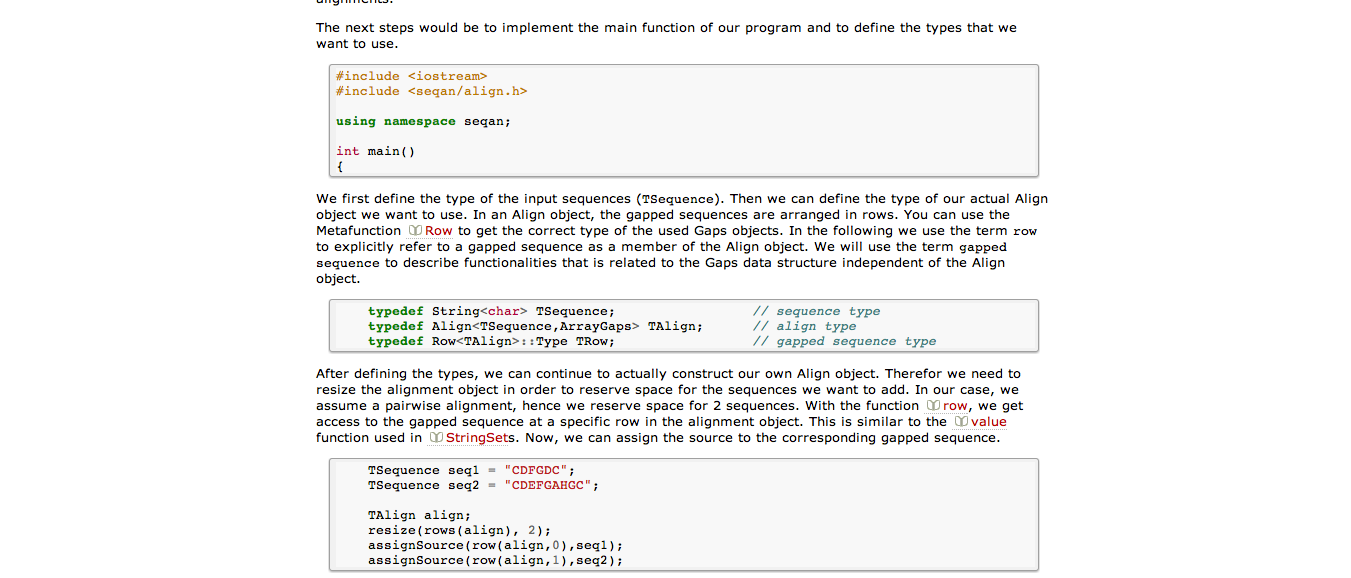 alignments.
The next steps would be to implement the main function of our program and to define the types that we
want to use.
#include <iostream>
#include <seqan/align.h>
using namespace seqan;
int main()
{
We first define the type of the input sequences (TSequence). Then we can define the type of our actual Align
object we want to use. In an Align object, the gapped sequences are arranged in rows. You can use the
Metafunction Row to get the correct type of the used Gaps objects. In the following we use the term row
to explicitly refer to a gapped sequence as a member of the Align object. We will use the term gapped
sequence to describe functionalities that is related to the Gaps data structure independent of the Align
object.
typedef String<char> TSequence; // sequence type
typedef Align<TSequence,ArrayGaps> TAlign; // align type
typedef Row<TAlign>::Type TRow; // gapped sequence type
After defining the types, we can continue to actually construct our own Align object. Therefor we need to
resize the alignment object in order to reserve space for the sequences we want to add. In our case, we
assume a pairwise alignment, hence we reserve space for 2 sequences. With the function row, we get
access to the gapped sequence at a specific row in the alignment object. This is similar to the value
function used in StringSets. Now, we can assign the source to the corresponding gapped sequence.
TSequence seq1 = "CDFGDC";
TSequence seq2 = "CDEFGAHGC";
TAlign align;
resize(rows(align), 2);
assignSource(row(align,0),seq1);
assignSource(row(align,1),seq2);